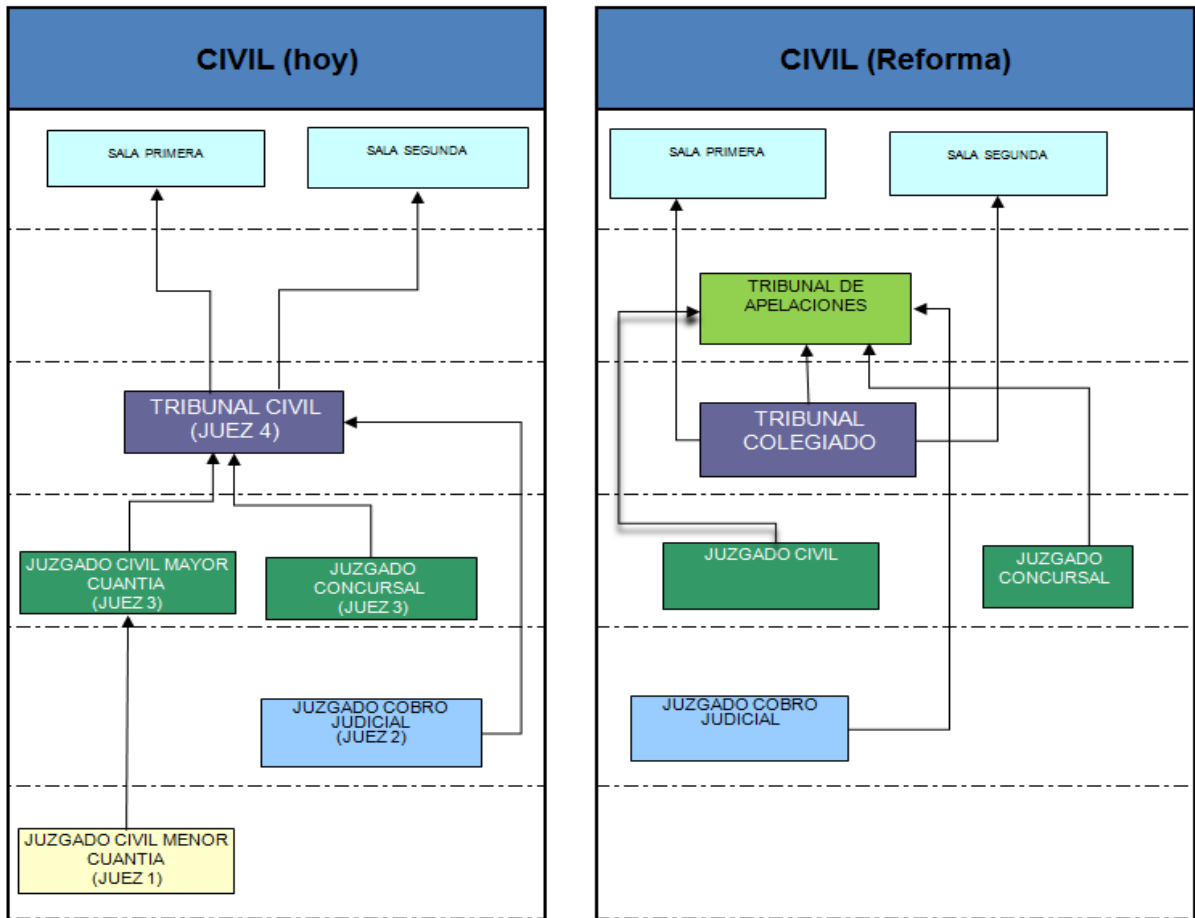 CIVIL (hoy)
SALA PRIMERA
SALA SEGUNDA
TRIBUNAL CIVIL
(JUEZ 4)
JUZGADO CIVIL MAYOR
CUANTIA
(JUEZ 3)
JUZGADO
CONCURSAL
(JUEZ 3)
JUZGADO COBRO
JUDICIAL
(JUEZ 2)
JUZGADO CIVIL MENOR
CUANTIA
(JUEZ 1)
CIVIL (Reforma)
SALA PRIMERA
SALA SEGUNDA
TRIBUNAL DE
APELACIONES
TRIBUNAL
COLEGIADO
JUZGADO CIVIL
JUZGADO
CONCURSAL
JUZGADO COBRO
JUDICIAL